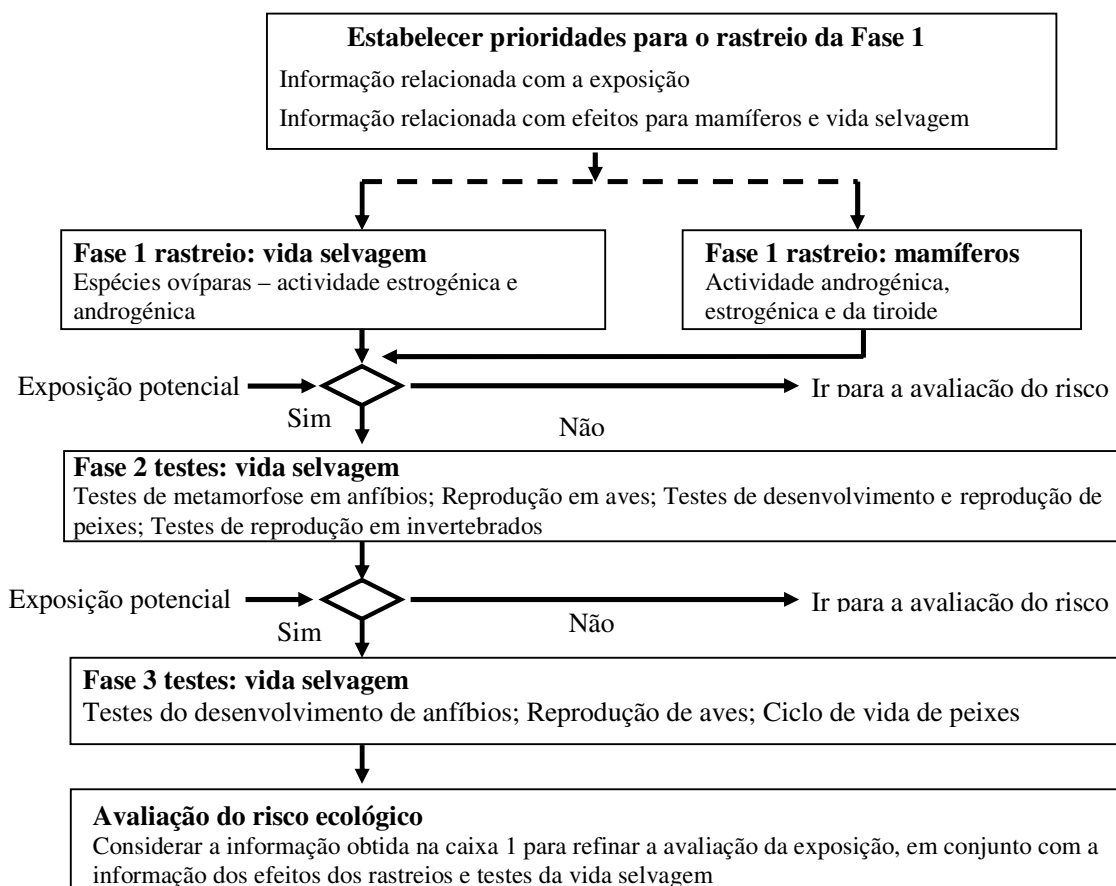 Estabelecer prioridades para o rastreio da Fase 1
Informação relacionada com a exposição
Informação relacionada com efeitos para mamíferos e vida selvagem
Fase 1 rastreio: vida selvagem
Espécies ovíparas – actividade estrogénica e
androgénica
Fase 1 rastreio: mamíferos
Actividade androgénica,
estrogénica e da tiroide
Exposição potencial
Ir para a avaliação do risco
Sim
Não
Fase 2 testes: vida selvagem
Testes de metamorfose em anfíbios; Reprodução em aves; Testes de desenvolvimento e reprodução de
peixes; Testes de reprodução em invertebrados
Exposição potencial
Ir para a avaliação do risco
Sim
Não
Fase 3 testes: vida selvagem
Testes do desenvolvimento de anfíbios; Reprodução de aves; Ciclo de vida de peixes
Avaliação do risco ecológico
Considerar a informação obtida na caixa 1 para refinar a avaliação da exposição, em conjunto com a
informação dos efeitos dos rastreios e testes da vida selvagem